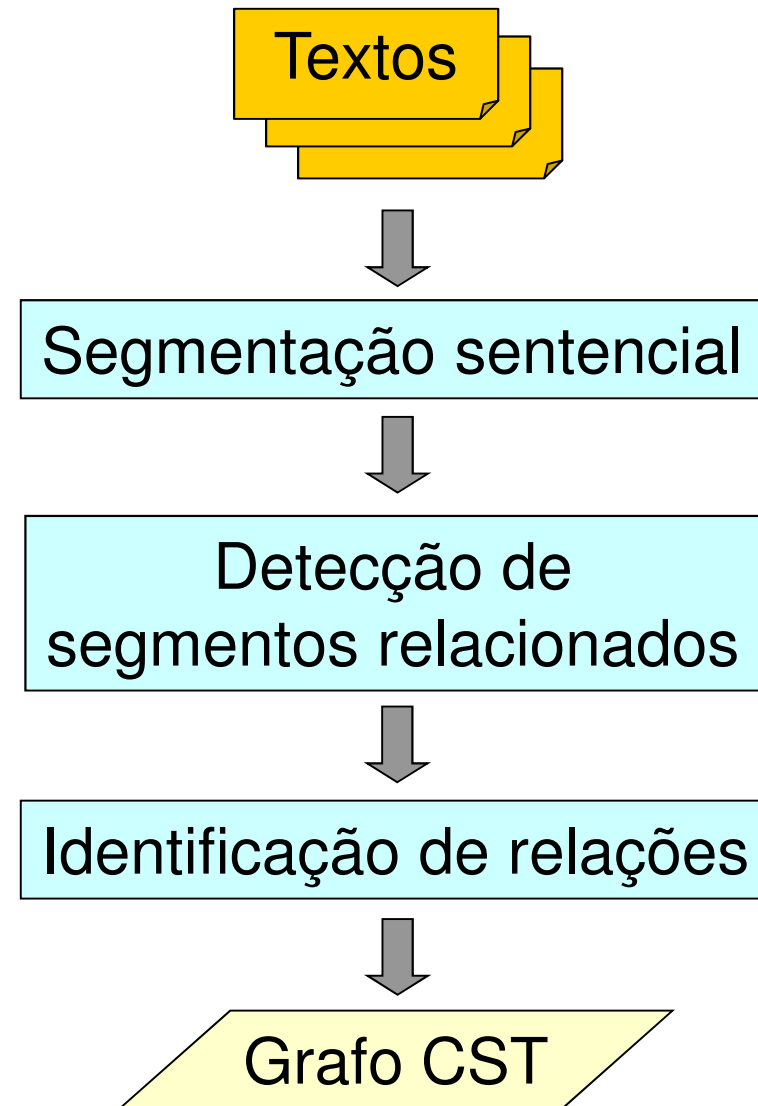 Textos
Segmentação sentencial
Detecção de
segmentos relacionados
Identificação de relações
Grafo CST